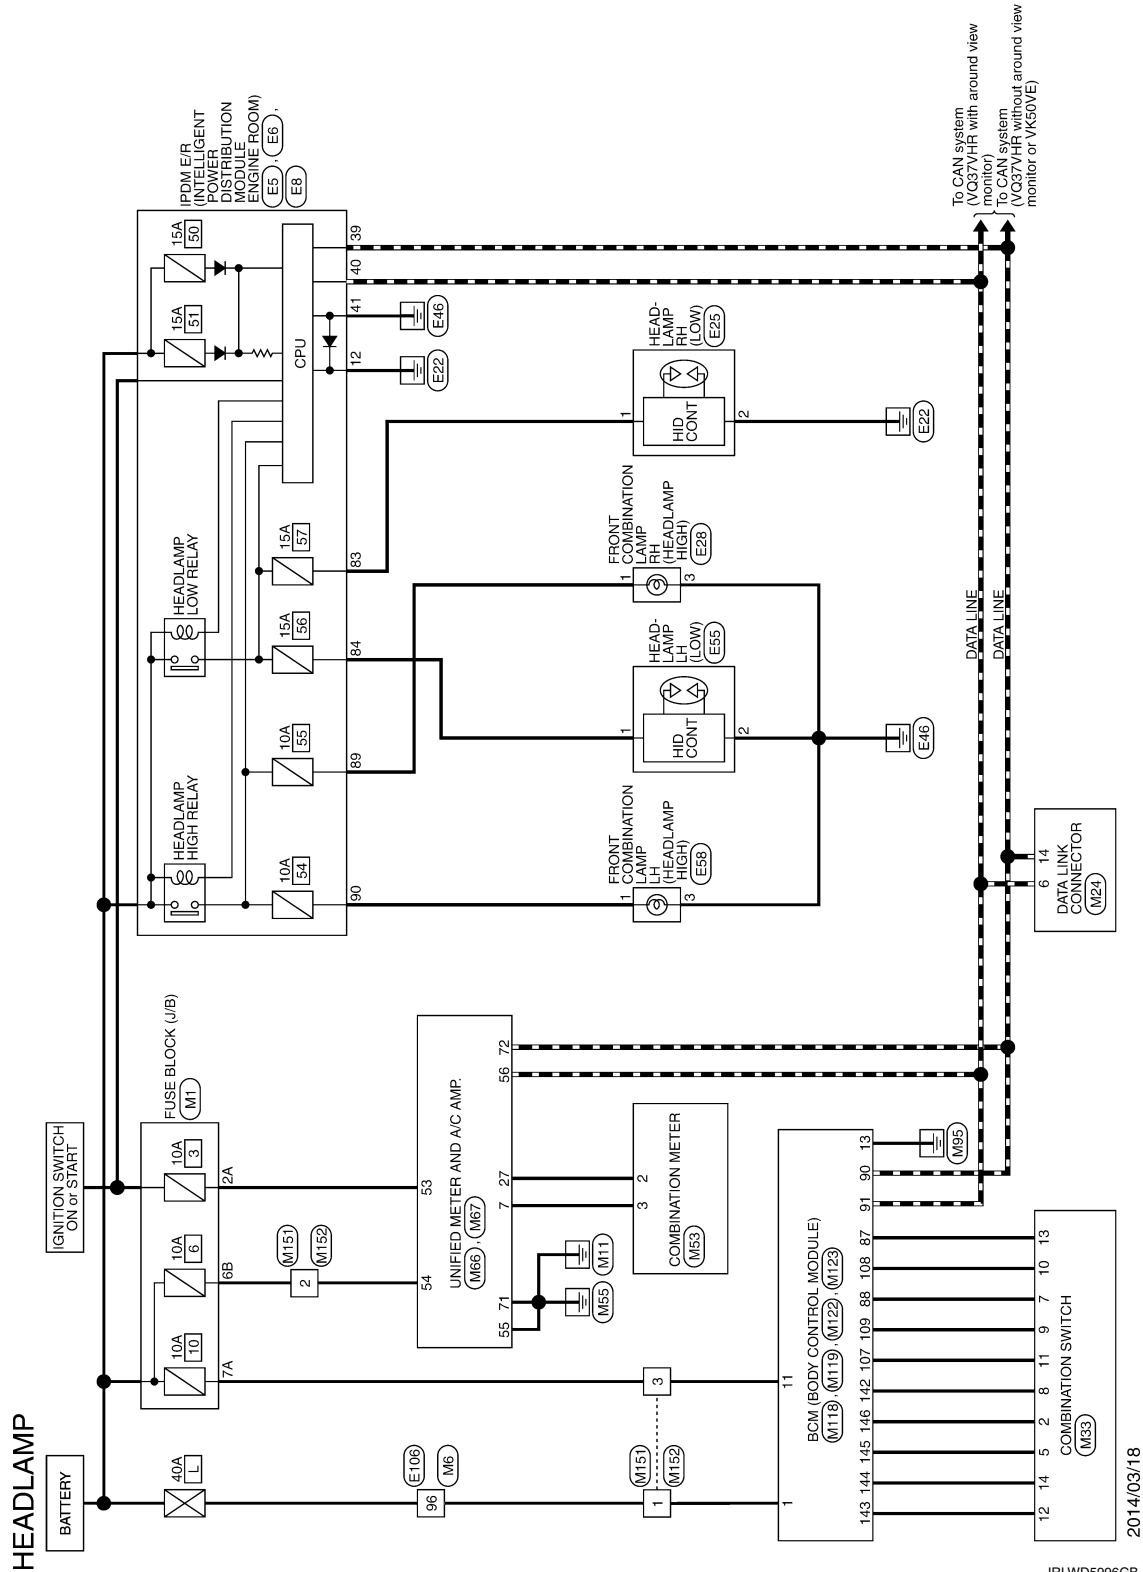 HEADLAMP
BATTERY
IGNITION SWITCH
ON or START
40A
L
FUSE BLOCK (J/B)
M1
10A
10
7A
10A
6
6B
10A
3
2A
IPDM E/R
(INTELLIGENT
POWER
DISTRIBUTION
MODULE
ENGINE ROOM)
E5 , E6 ,
E8
HEADLAMP
HIGH RELAY
HEADLAMP
LOW RELAY
15A
51
15A
50
10A
54
10A
55
15A
56
15A
57
CPU
90
89
84
83
12
41
40
39
E22
E46
E106
M6
96
M151
M152
2
M151
M152
1
3
UNIFIED METER AND A/C AMP.
M66 , M67
54
53
55
71
7
27
56
72
M55
M11
COMBINATION METER
M53
3
2
FRONT
COMBINATION
LAMP
LH
(HEADLAMP
HIGH)
E58
1
3
HEAD-
LAMP
LH
(LOW)
E55
HID
CONT
1
2
FRONT
COMBINATION
LAMP
RH
(HEADLAMP
HIGH)
E28
1
3
HEAD-
LAMP
RH
(LOW)
E25
HID
CONT
1
2
E46
E22
BCM (BODY CONTROL MODULE)
M118 , M119 , M122 , M123
1
11
143
144
145
146
142
107
109
88
108
87
91
90
13
M95
COMBINATION SWITCH
M33
12
14
5
2
8
11
9
7
10
13
DATA LINE
DATA LINE
DATA LINK
CONNECTOR
M24
6
14
To CAN system
(VQ37VHR with around view
monitor)
To CAN system
(VQ37VHR without around view
monitor or VK50VE)
2014/03/18